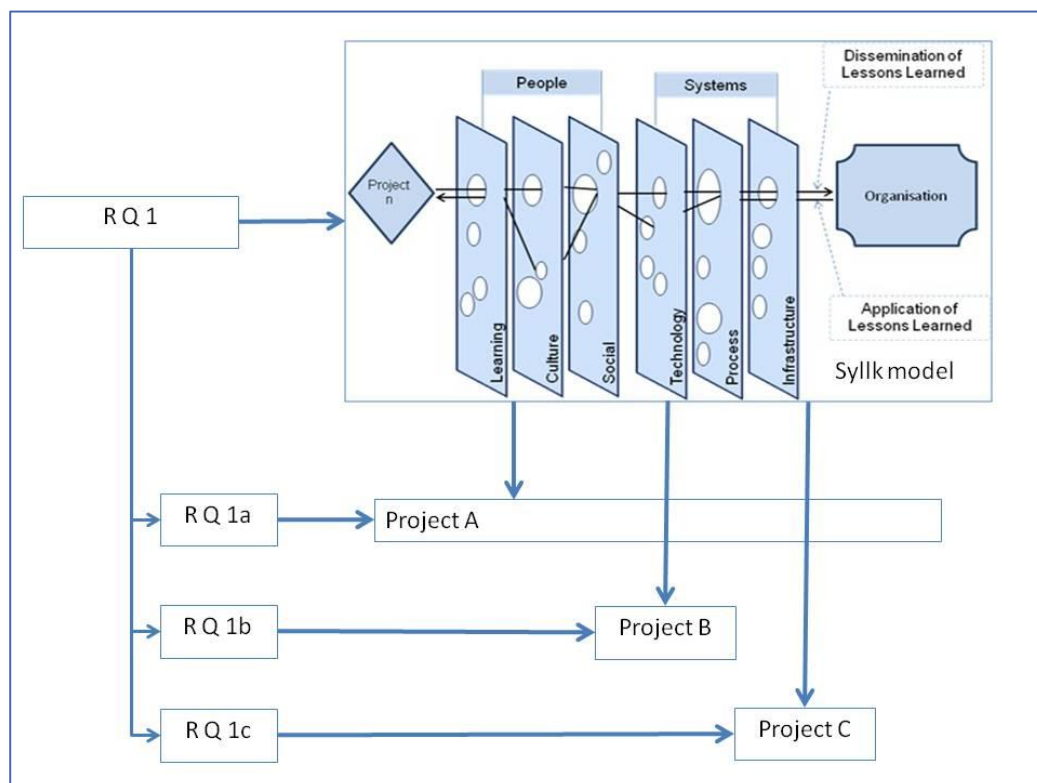 Dissemination of
Lessons Learned
People
Systems
Project
n
Organisation
R Q 1
Learning
Culture
Social
Technology
Process
Infrastructure
Application of
Lessons Learned
Syllk model
R Q 1a
Project A
R Q 1b
Project B
R Q 1c
Project C